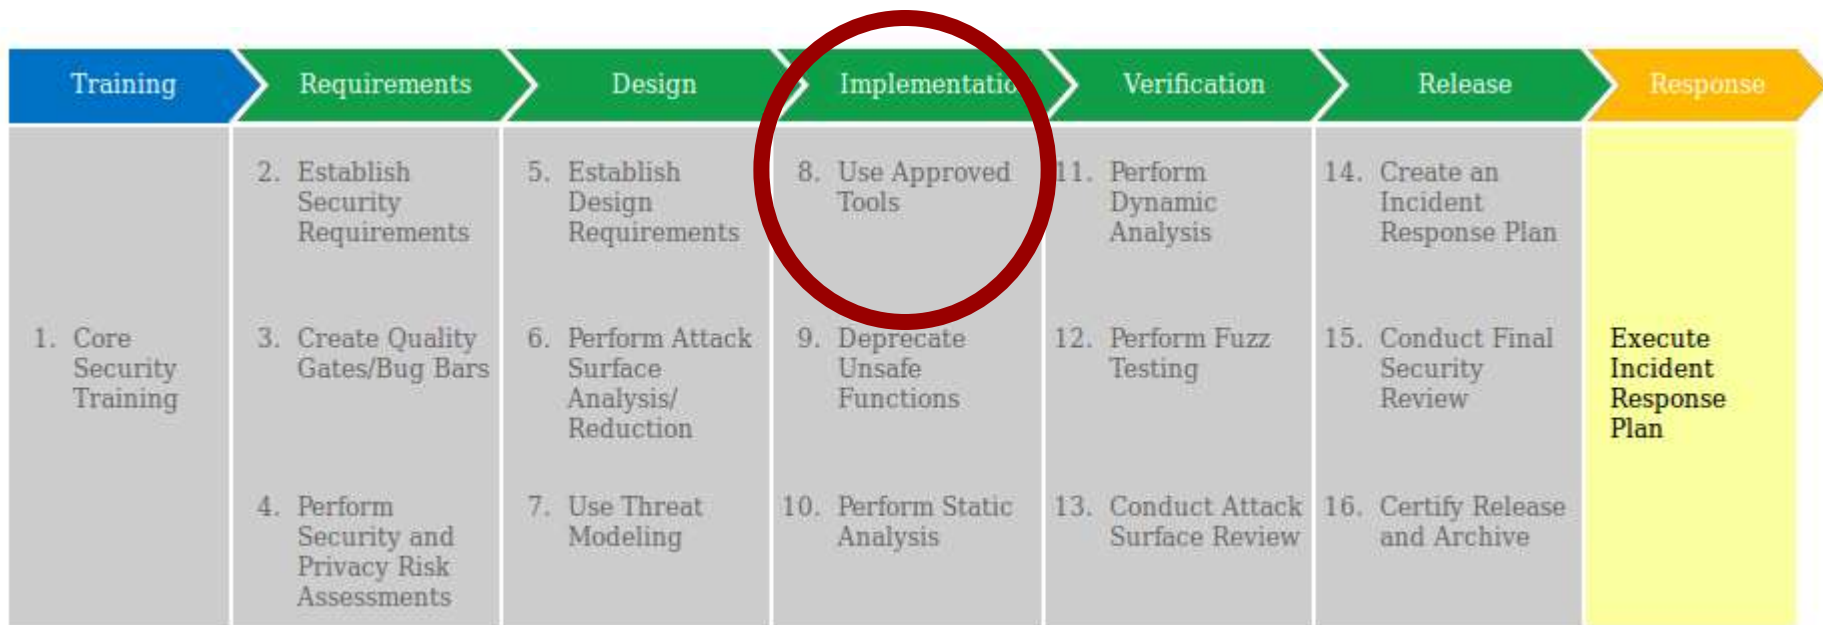 Training
Requirements
Design
Implementatio
Verification
Release
Response
1. Core
Security
Training
2. Establish
Security
Requirements
3. Create Quality
Gates/Bug Bars
4. Perform
Security and
Privacy Risk
Assessments
5. Establish
Design
Requirements
6. Perform Attack
Surface
Analysis/
Reduction
7. Use Threat
Modeling
8. Use Approved
Tools
9. Deprecate
Unsafe
Functions
10. Perform Static
Analysis
11. Perform
Dynamic
Analysis
12. Perform Fuzz
Testing
13. Conduct Attack
Surface Review
14. Create an
Incident
Response Plan
15. Conduct Final
Security
Review
16. Certify Release
and Archive
Execute
Incident
Response
Plan